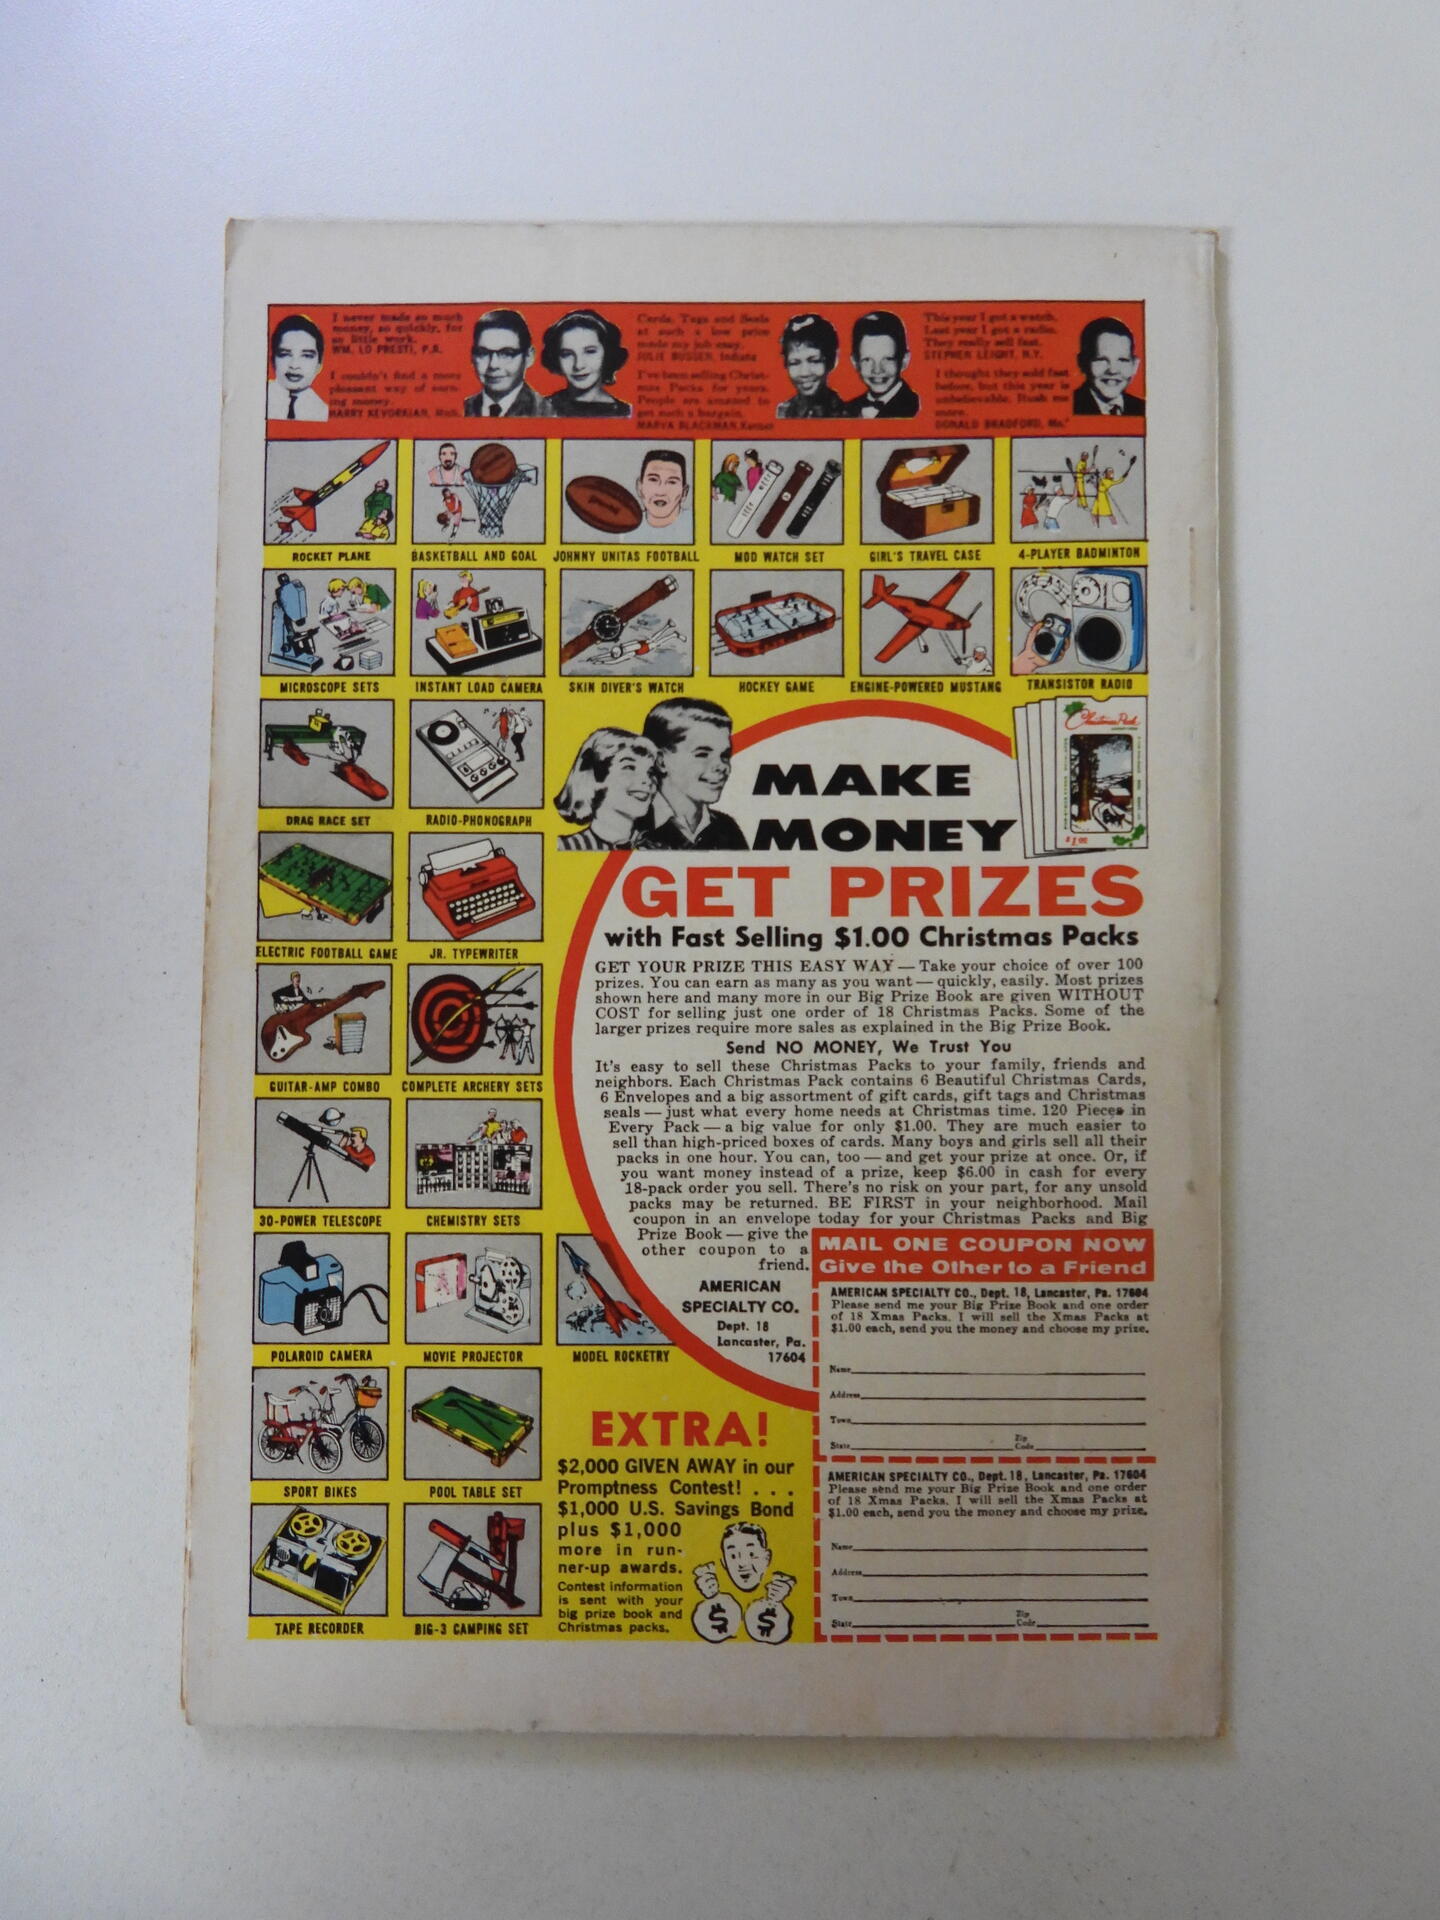 I never made so much
money, so quickly, for
so little work.
WM. LO PRESTI, P.R.
I couldn't find a more
pleasant way of earn-
ing money.
HARRY KEVORKIAN, Mich.
Cards, Tags and Seals
at such a low price
made my job easy.
JULIE BUSSEN, Indiana
I've been selling Christ-
mas Packs for years.
People are amazed to
get such a bargain.
MARVA BLACKMAN,
This year I got a watch.
Last year I got a radio.
They really sell fast.
STEPHEN LEIGHT, N.Y.
I thought they sold fast
before, but this year is
unbelievable. Rush me
more.
DONALD BRADFORD, Mo.
ROCKET PLANE
BASKETBALL AND GOAL
JOHNNY UNITAS FOOTBALL
MOD WATCH SET
GIRL'S TRAVEL CASE
4-PLAYER BADMINTON
MICROSCOPE SETS
INSTANT LOAD CAMERA
SKIN DIVER'S WATCH
HOCKEY GAME
ENGINE-POWERED MUSTANG
TRANSISTOR RADIO
DRAG RACE SET
RADIO-PHONOGRAPH
ELECTRIC FOOTBALL GAME
JR. TYPEWRITER
GUITAR-AMP COMBO
COMPLETE ARCHERY SETS
30-POWER TELESCOPE
CHEMISTRY SETS
POLAROID CAMERA
MOVIE PROJECTOR
MODEL ROCKETRY
SPORT BIKES
POOL TABLE SET
TAPE RECORDER
BIG-3 CAMPING SET
Christmas Pack
$1.00
MAKE
MONEY
GET PRIZES
with Fast Selling $1.00 Christmas Packs
GET YOUR PRIZE THIS EASY WAY — Take your choice of over 100
prizes. You can earn as many as you want — quickly, easily. Most prizes
shown here and many more in our Big Prize Book are given WITHOUT
COST for selling just one order of 18 Christmas Packs. Some of the
larger prizes require more sales as explained in the Big Prize Book.
Send NO MONEY, We Trust You
It's easy to sell these Christmas Packs to your family, friends and
neighbors. Each Christmas Pack contains 6 Beautiful Christmas Cards,
6 Envelopes and a big assortment of gift cards, gift tags and Christmas
seals — just what every home needs at Christmas time. 120 Pieces in
Every Pack — a big value for only $1.00. They are much easier to
sell than high-priced boxes of cards. Many boys and girls sell all their
packs in one hour. You can, too — and get your prize at once. Or, if
you want money instead of a prize, keep $6.00 in cash for every
18-pack order you sell. There's no risk on your part, for any unsold
packs may be returned. BE FIRST in your neighborhood. Mail
coupon in an envelope today for your Christmas Packs and Big
Prize Book — give the
other coupon to a
friend.
AMERICAN
SPECIALTY CO.
Dept. 18
Lancaster, Pa.
17604
EXTRA!
$2,000 GIVEN AWAY in our
Promptness Contest! . . .
$1,000 U.S. Savings Bond
plus $1,000
more in run-
ner-up awards.
Contest information
is sent with your
big prize book and
Christmas packs.
$ $
MAIL ONE COUPON NOW
Give the Other to a Friend
AMERICAN SPECIALTY CO., Dept. 18, Lancaster, Pa. 17604
Please send me your Big Prize Book and one order
of 18 Xmas Packs. I will sell the Xmas Packs at
$1.00 each, send you the money and choose my prize.
Name
Address
Town
State Zip Code
AMERICAN SPECIALTY CO., Dept. 18, Lancaster, Pa. 17604
Please send me your Big Prize Book and one order
of 18 Xmas Packs. I will sell the Xmas Packs at
$1.00 each, send you the money and choose my prize.
Name
Address
Town
State Zip Code